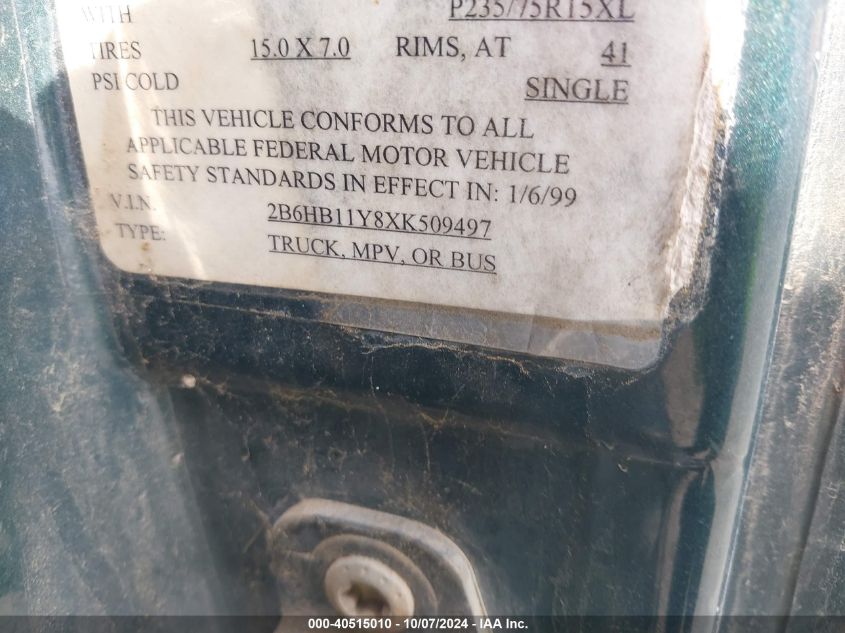 WITH P235/75R15XL
TIRES 15.0 X 7.0 RIMS, AT 41
PSI COLD SINGLE
THIS VEHICLE CONFORMS TO ALL
APPLICABLE FEDERAL MOTOR VEHICLE
SAFETY STANDARDS IN EFFECT IN: 1/6/99
V.I.N. 2B6HB11Y8XK509497
TYPE: TRUCK, MPV, OR BUS
000-40515010 - 10/07/2024 - IAA Inc.